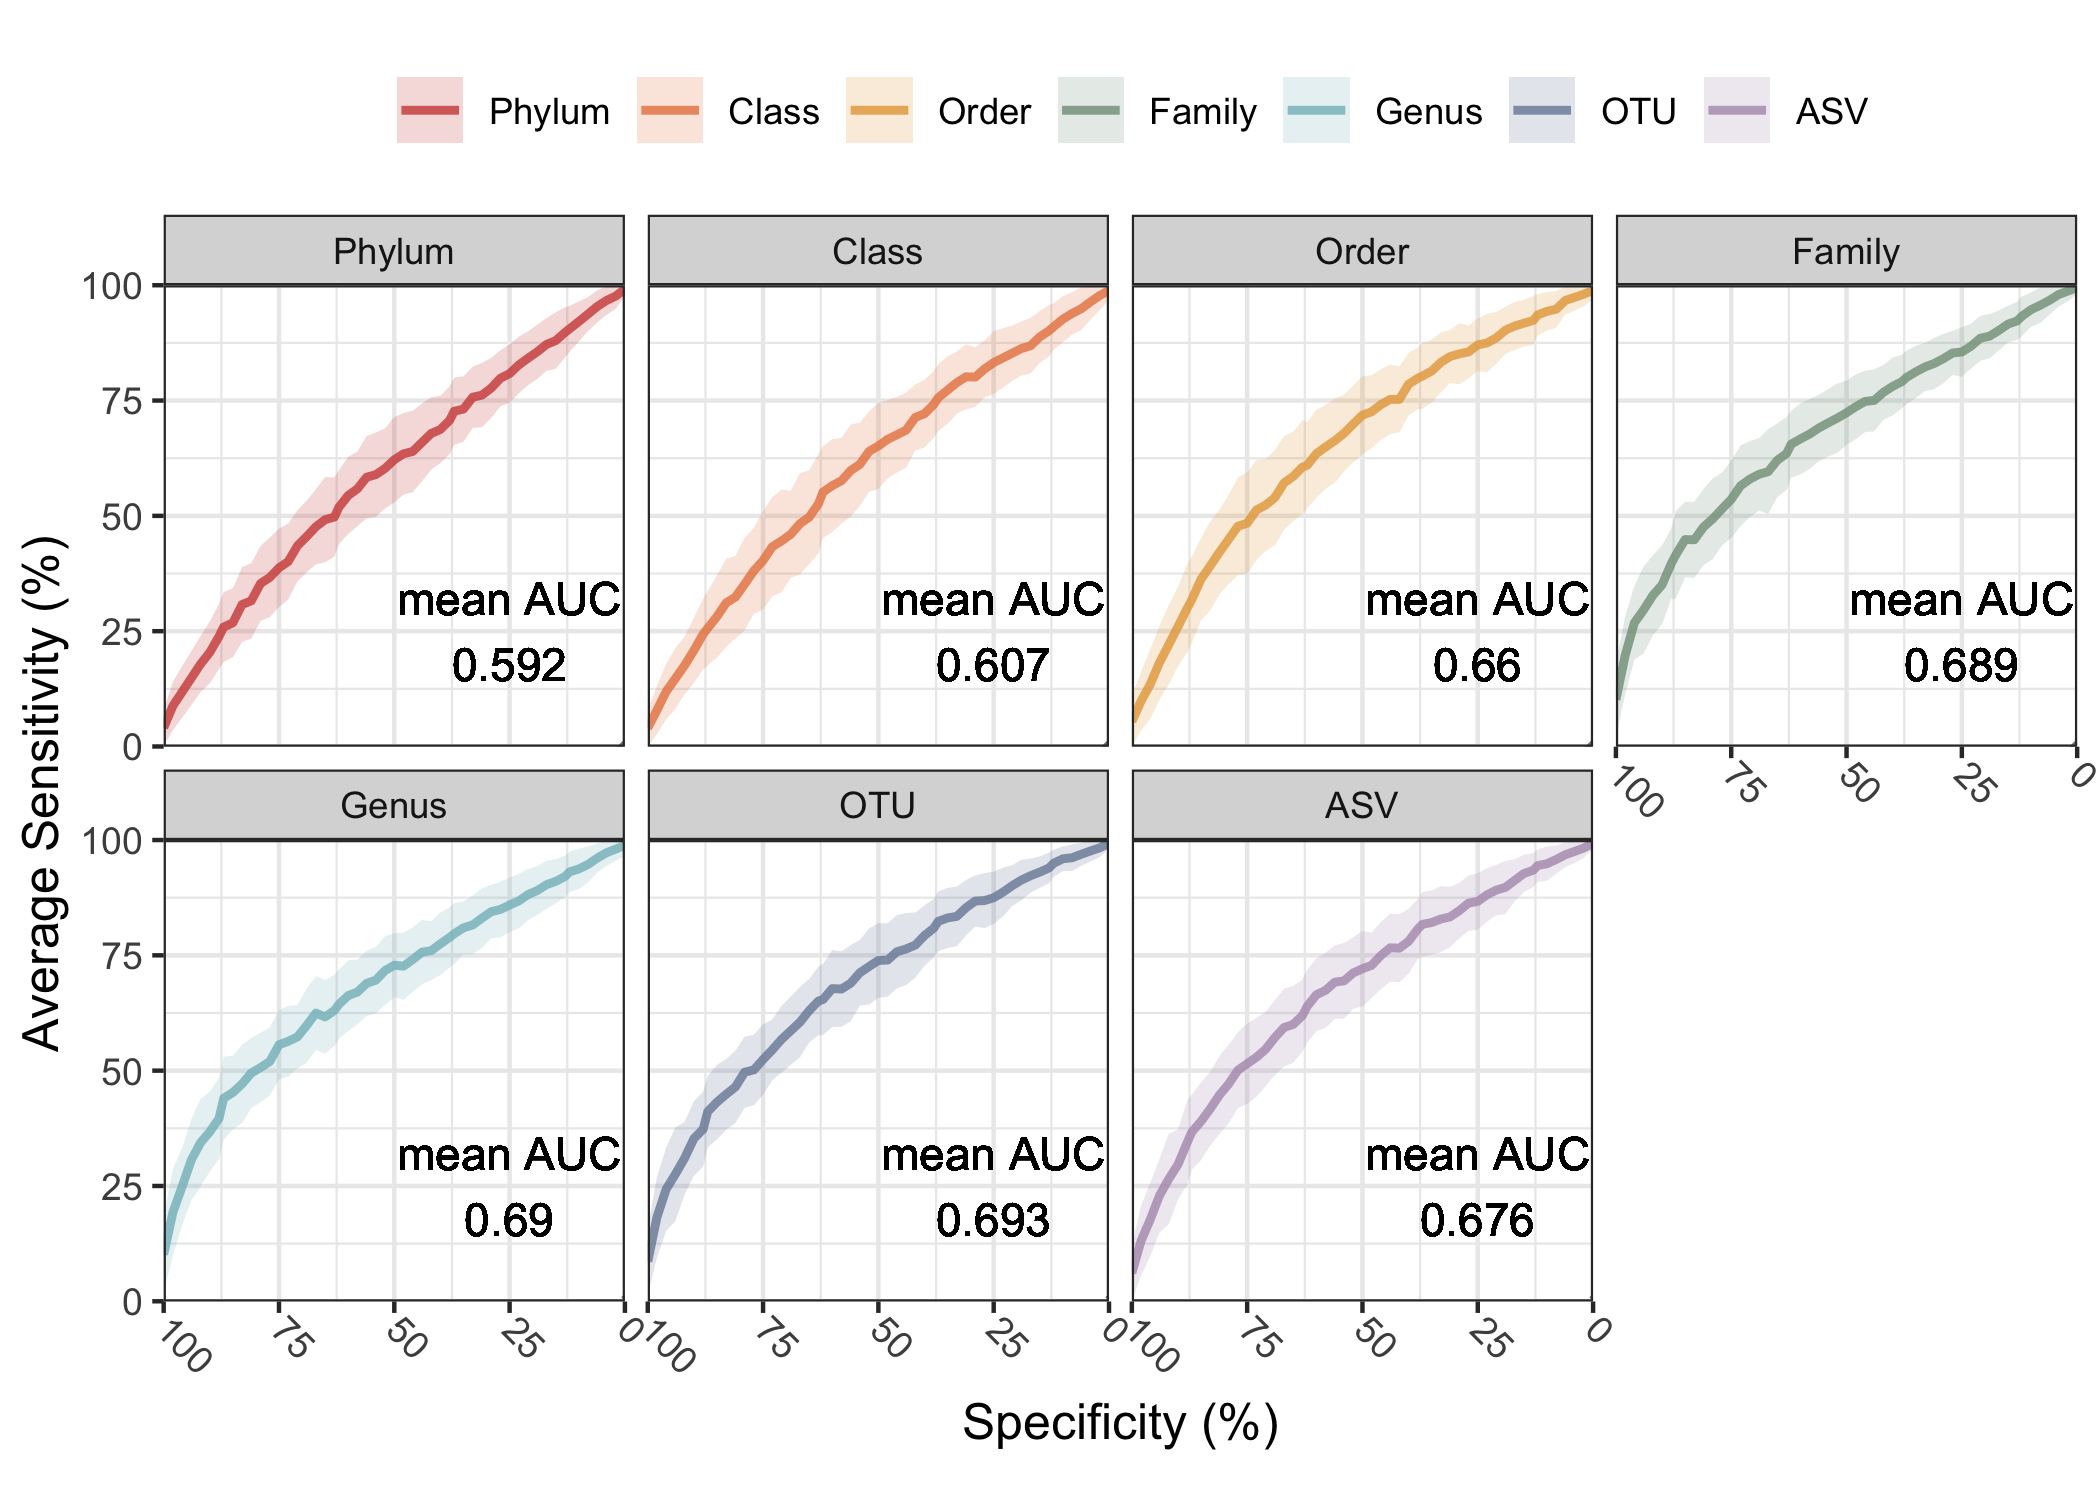 Phylum Class Order Family Genus OTU ASV
Phylum Class Order Family
100
75
50
25
0
mean AUC
0.592
mean AUC
0.607
mean AUC
0.66
mean AUC
0.689
100 75 50 25 0
Genus OTU ASV
100
75
50
25
0
mean AUC
0.69
mean AUC
0.693
mean AUC
0.676
100 75 50 25 0
100 75 50 25 0
100 75 50 25 0
Average Sensitivity (%)
Specificity (%)